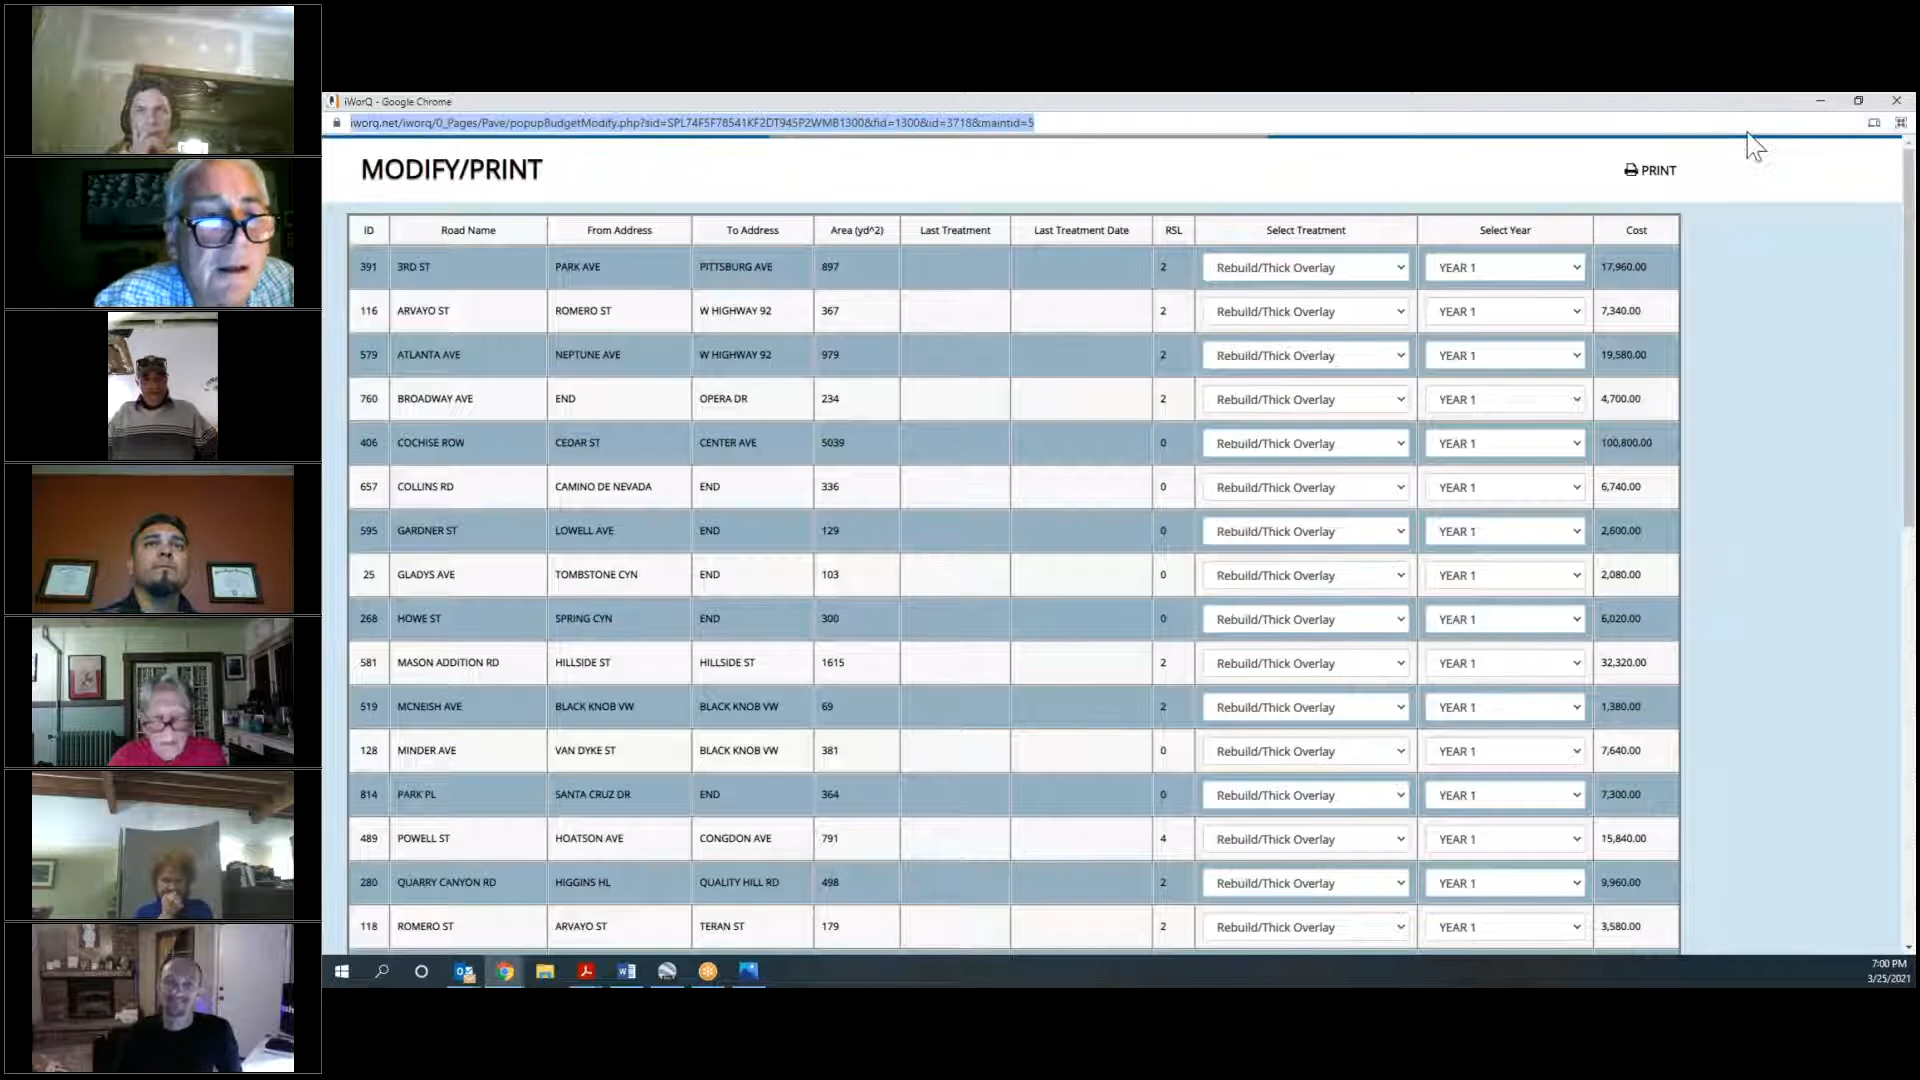 iWorQ - Google Chrome
iworq.net/iworq/0_Pages/Pave/popupBudgetModify.php?sid=SPL74F5F78541KF2DT945P2WMB1300&fid=1300&id=3718&maintid=5
MODIFY/PRINT
PRINT
ID Road Name From Address To Address Area (yd^2) Last Treatment Last Treatment Date RSL Select Treatment Select Year Cost
391 3RD ST PARK AVE PITTSBURG AVE 897 2 Rebuild/Thick Overlay YEAR 1 17,960.00
116 ARVAYO ST ROMERO ST W HIGHWAY 92 367 2 Rebuild/Thick Overlay YEAR 1 7,340.00
579 ATLANTA AVE NEPTUNE AVE W HIGHWAY 92 979 2 Rebuild/Thick Overlay YEAR 1 19,580.00
760 BROADWAY AVE END OPERA DR 234 2 Rebuild/Thick Overlay YEAR 1 4,700.00
406 COCHISE ROW CEDAR ST CENTER AVE 5039 0 Rebuild/Thick Overlay YEAR 1 100,800.00
657 COLLINS RD CAMINO DE NEVADA END 336 0 Rebuild/Thick Overlay YEAR 1 6,740.00
595 GARDNER ST LOWELL AVE END 129 0 Rebuild/Thick Overlay YEAR 1 2,600.00
25 GLADYS AVE TOMBSTONE CYN END 103 0 Rebuild/Thick Overlay YEAR 1 2,080.00
268 HOWE ST SPRING CYN END 300 0 Rebuild/Thick Overlay YEAR 1 6,020.00
581 MASON ADDITION RD HILLSIDE ST HILLSIDE ST 1615 2 Rebuild/Thick Overlay YEAR 1 32,320.00
519 MCNEISH AVE BLACK KNOB VW BLACK KNOB VW 69 2 Rebuild/Thick Overlay YEAR 1 1,380.00
128 MINDER AVE VAN DYKE ST BLACK KNOB VW 381 0 Rebuild/Thick Overlay YEAR 1 7,640.00
814 PARK PL SANTA CRUZ DR END 364 0 Rebuild/Thick Overlay YEAR 1 7,300.00
489 POWELL ST HOATSON AVE CONGDON AVE 791 4 Rebuild/Thick Overlay YEAR 1 15,840.00
280 QUARRY CANYON RD HIGGINS HL QUALITY HILL RD 498 2 Rebuild/Thick Overlay YEAR 1 9,960.00
118 ROMERO ST ARVAYO ST TERAN ST 179 2 Rebuild/Thick Overlay YEAR 1 3,580.00
7:00 PM
3/25/2021